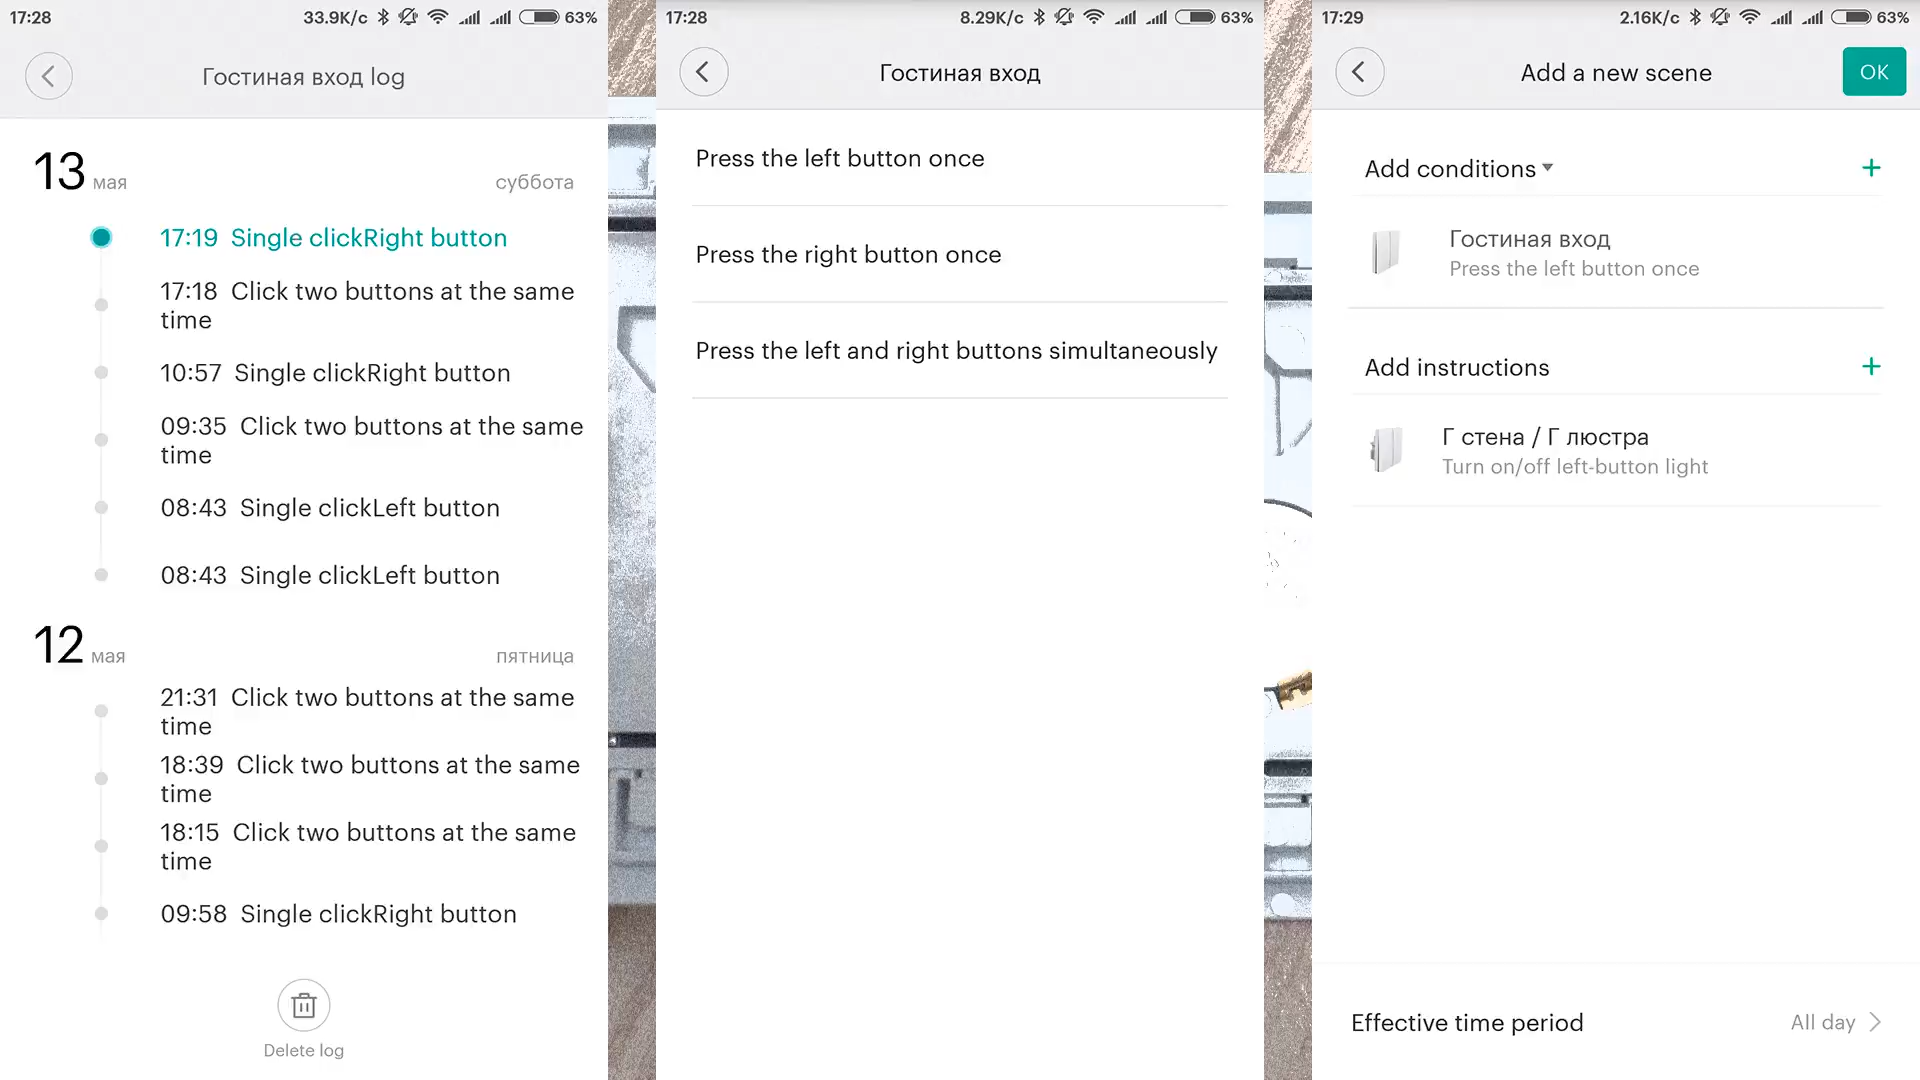 17:28 33.9K/c 63%
Гостиная вход log
13 мая суббота
17:19 Single clickRight button
17:18 Click two buttons at the same
time
10:57 Single clickRight button
09:35 Click two buttons at the same
time
08:43 Single clickLeft button
08:43 Single clickLeft button
12 мая пятница
21:31 Click two buttons at the same
time
18:39 Click two buttons at the same
time
18:15 Click two buttons at the same
time
09:58 Single clickRight button
Delete log
17:28 8.29K/c 63%
Гостиная вход
Press the left button once
Press the right button once
Press the left and right buttons simultaneously
17:29 2.16K/c 63%
Add a new scene OK
Add conditions
Гостиная вход
Press the left button once
Add instructions
Г стена / Г люстра
Turn on/off left-button light
Effective time period All day